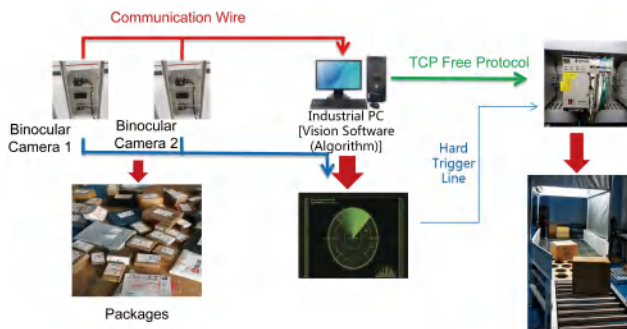 Communication Wire
TCP Free Protocol
Binocular
Camera 1
Binocular
Camera 2
Industrial PC
[Vision Software
(Algorithm)]
Hard
Trigger
Line
Packages